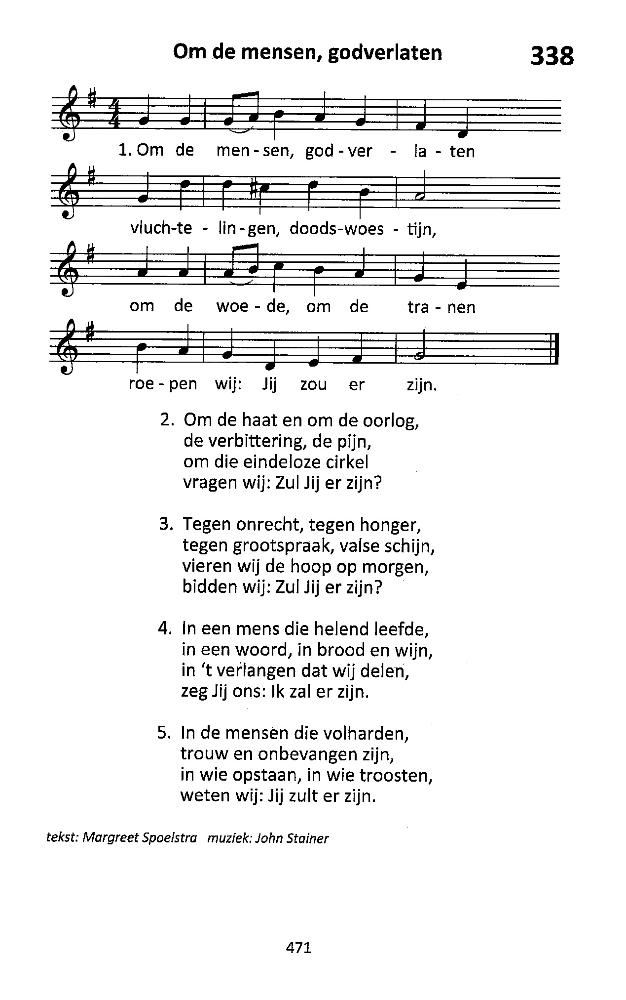 Om de mensen, godverlaten 338
1. Om de men - sen, god - ver - la - ten
vluch-te - lin - gen, doods-woes - tijn,
om de woe - de, om de tra - nen
roe - pen wij: Jij zou er zijn.
2. Om de haat en om de oorlog,
de verbittering, de pijn,
om die eindeloze cirkel
vragen wij: Zul Jij er zijn?
3. Tegen onrecht, tegen honger,
tegen grootspraak, valse schijn,
vieren wij de hoop op morgen,
bidden wij: Zul Jij er zijn?
4. In een mens die helend leefde,
in een woord, in brood en wijn,
in 't verlangen dat wij delen,
zeg Jij ons: Ik zal er zijn.
5. In de mensen die volharden,
trouw en onbevangen zijn,
in wie opstaan, in wie troosten,
weten wij: Jij zult er zijn.
tekst: Margreet Spoelstra muziek: John Stainer
471